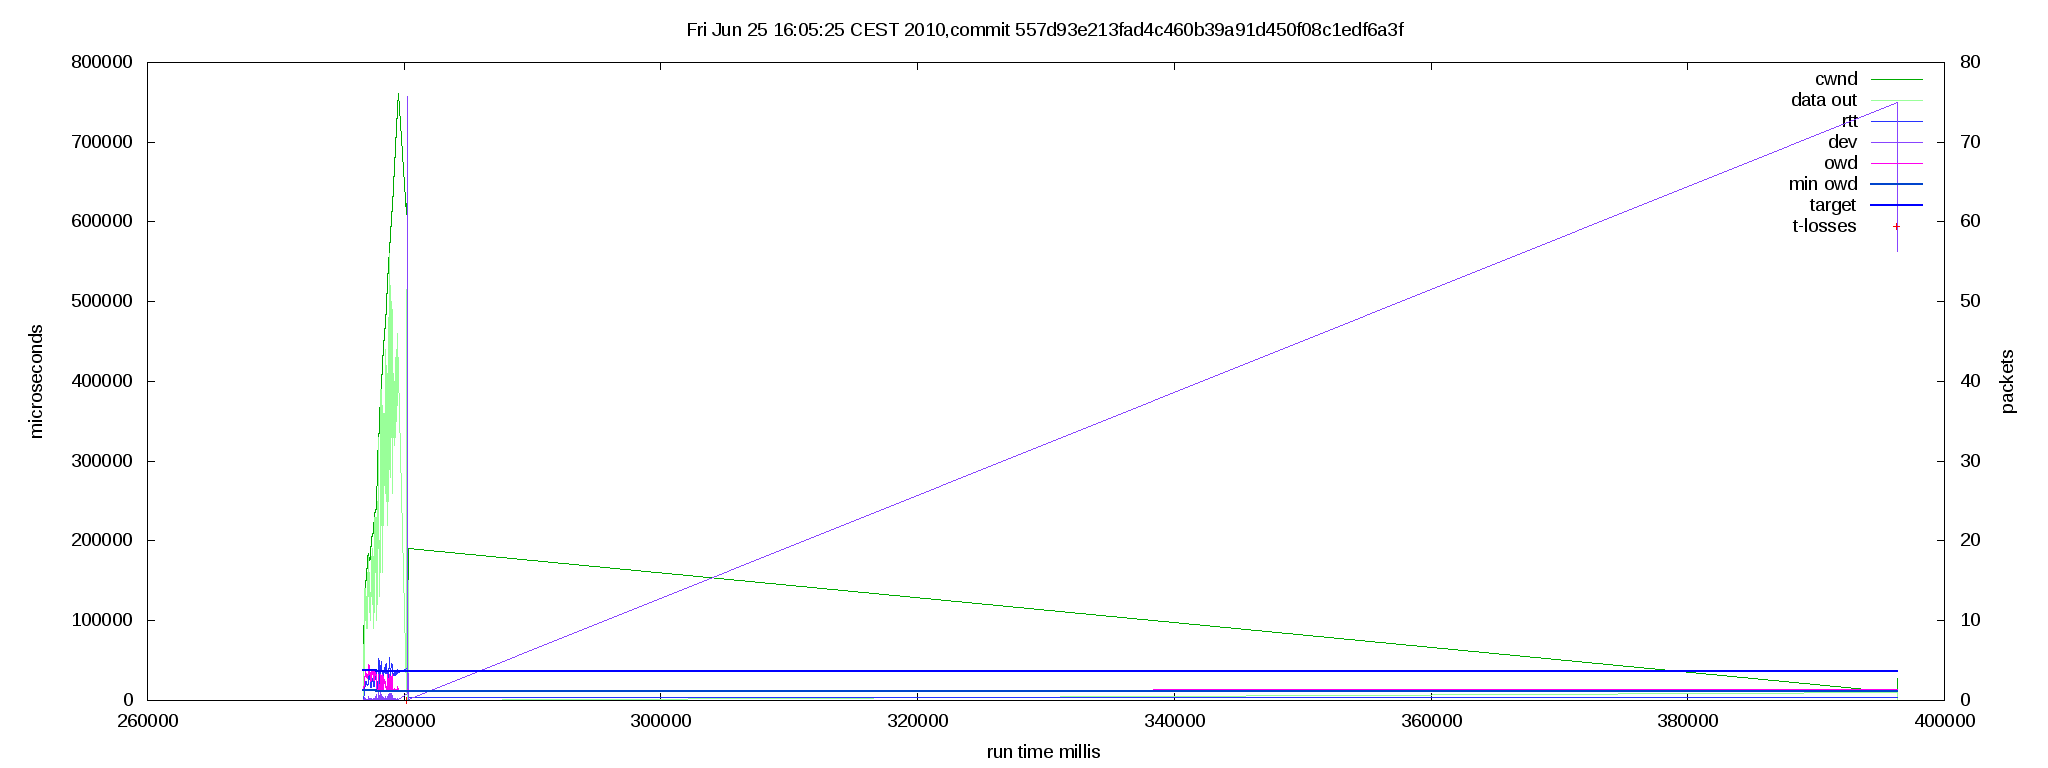 Fri Jun 25 16:05:25 CEST 2010,commit 557d93e213fad4c460b39a91d450f08c1edf6a3f
800000
700000
600000
500000
400000
300000
200000
100000
0
microseconds
80
70
60
50
40
30
20
10
0
packets
cwnd
data out
rtt
dev
owd
min owd
target
t-losses
260000 280000 300000 320000 340000 360000 380000 400000
run time millis